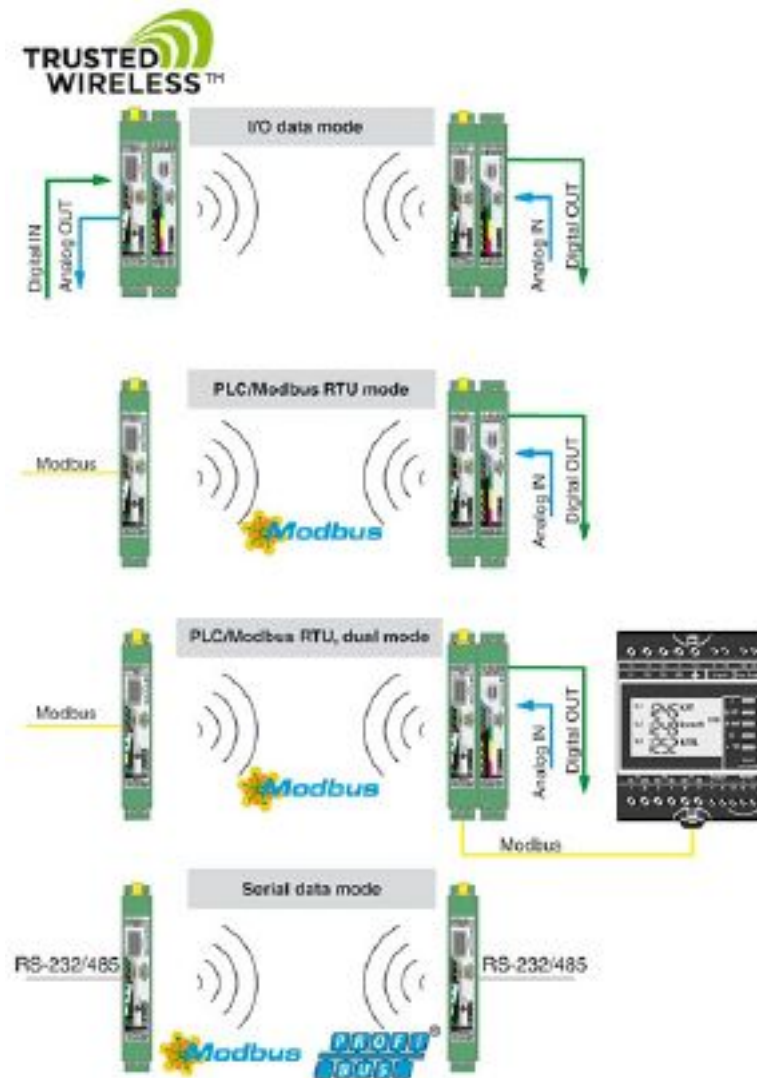 TRUSTED
WIRELESS™
I/O data mode
Digital IN
Analog OUT
Analog IN
Digital OUT
PLC/Modbus RTU mode
Modbus
Analog IN
Digital OUT
Modbus
PLC/Modbus RTU, dual mode
Modbus
Analog IN
Digital OUT
Modbus
Modbus
Serial data mode
RS-232/485
RS-232/485
Modbus
PROFI
BUS
®